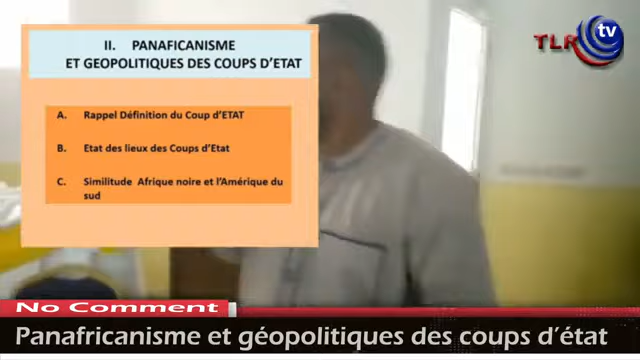 II. PANAFICANISME
ET GEOPOLITIQUES DES COUPS D'ETAT
A. Rappel Définition du Coup d'ETAT
B. Etat des lieux des Coups d'Etat
C. Similitude Afrique noire et l'Amérique du
sud
TLR tv
No Comment
Panafricanisme et géopolitiques des coups d'état